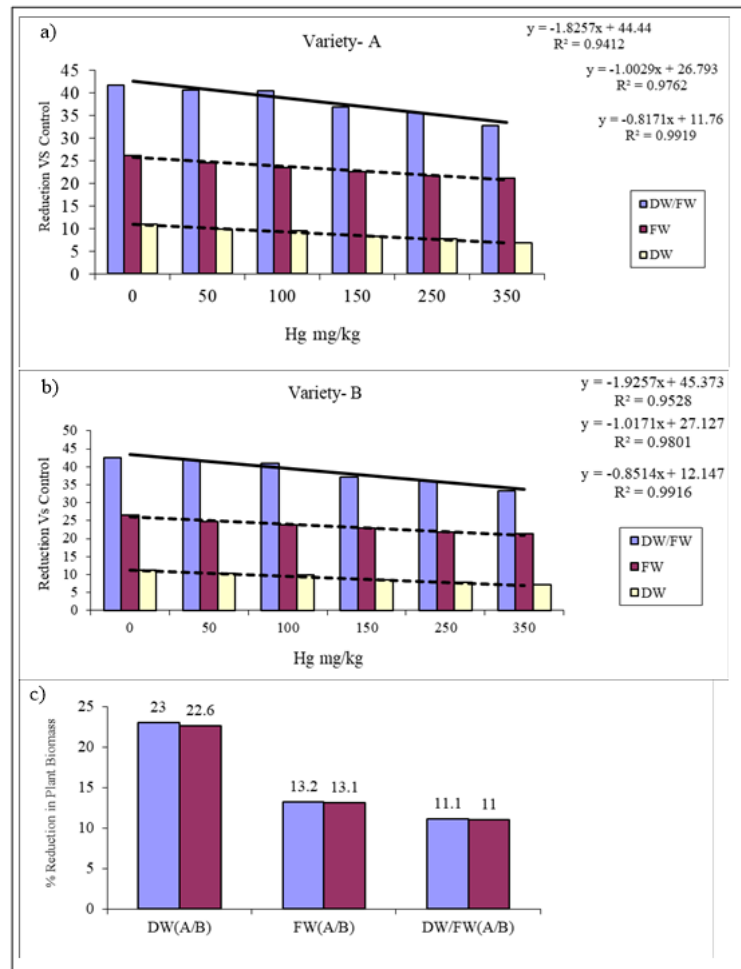 a)
Variety- A
y = -1.8257x + 44.44
R² = 0.9412
y = -1.0029x + 26.793
R² = 0.9762
y = -0.8171x + 11.76
R² = 0.9919
Reduction VS Control
45
40
35
30
25
20
15
10
5
0
0 50 100 150 250 350
Hg mg/kg
DW/FW
FW
DW
b)
Variety- B
y = -1.9257x + 45.373
R² = 0.9528
y = -1.0171x + 27.127
R² = 0.9801
y = -0.8514x + 12.147
R² = 0.9916
Reduction Vs Control
50
45
40
35
30
25
20
15
10
5
0
0 50 100 150 250 350
Hg mg/kg
DW/FW
FW
DW
c)
% Reduction in Plant Biomass
25
20
15
10
5
0
23 22.6
13.2 13.1
11.1 11
DW(A/B) FW(A/B) DW/FW(A/B)